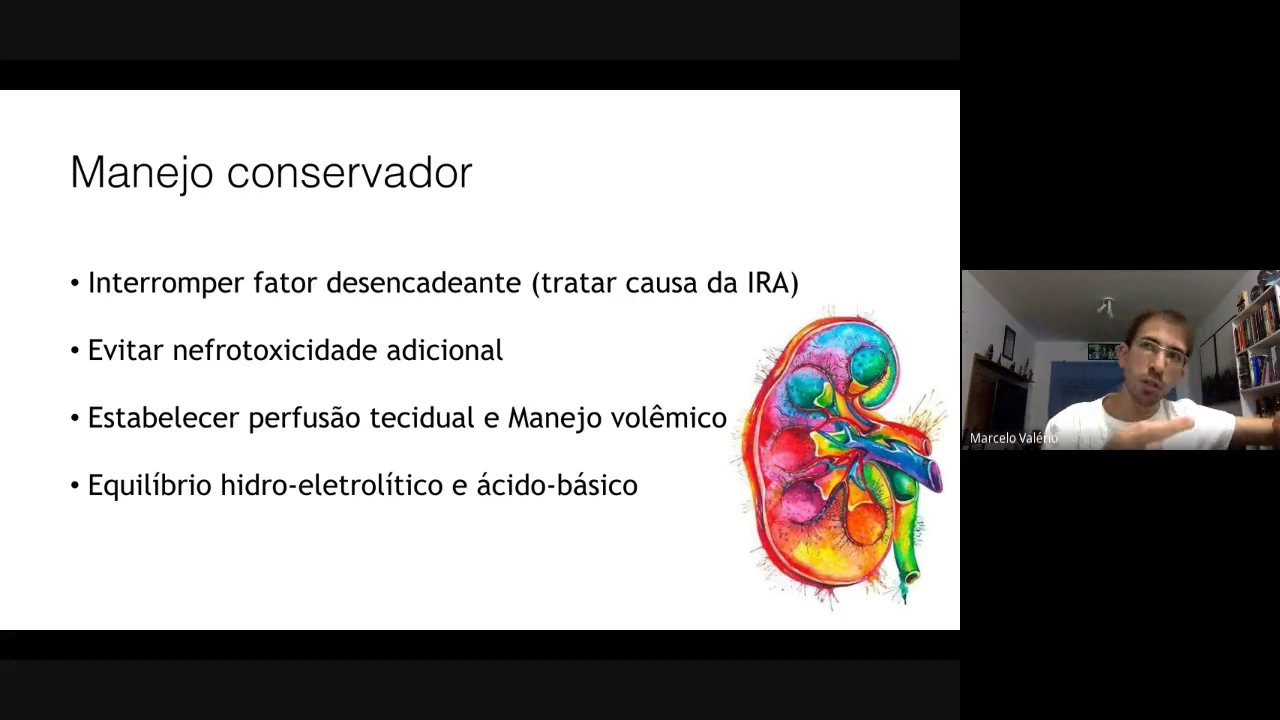 Manejo conservador
• Interromper fator desencadeante (tratar causa da IRA)
• Evitar nefrotoxicidade adicional
• Estabelecer perfusão tecidual e Manejo volêmico
• Equilíbrio hidro-eletrolítico e ácido-básico
Marcelo Valério